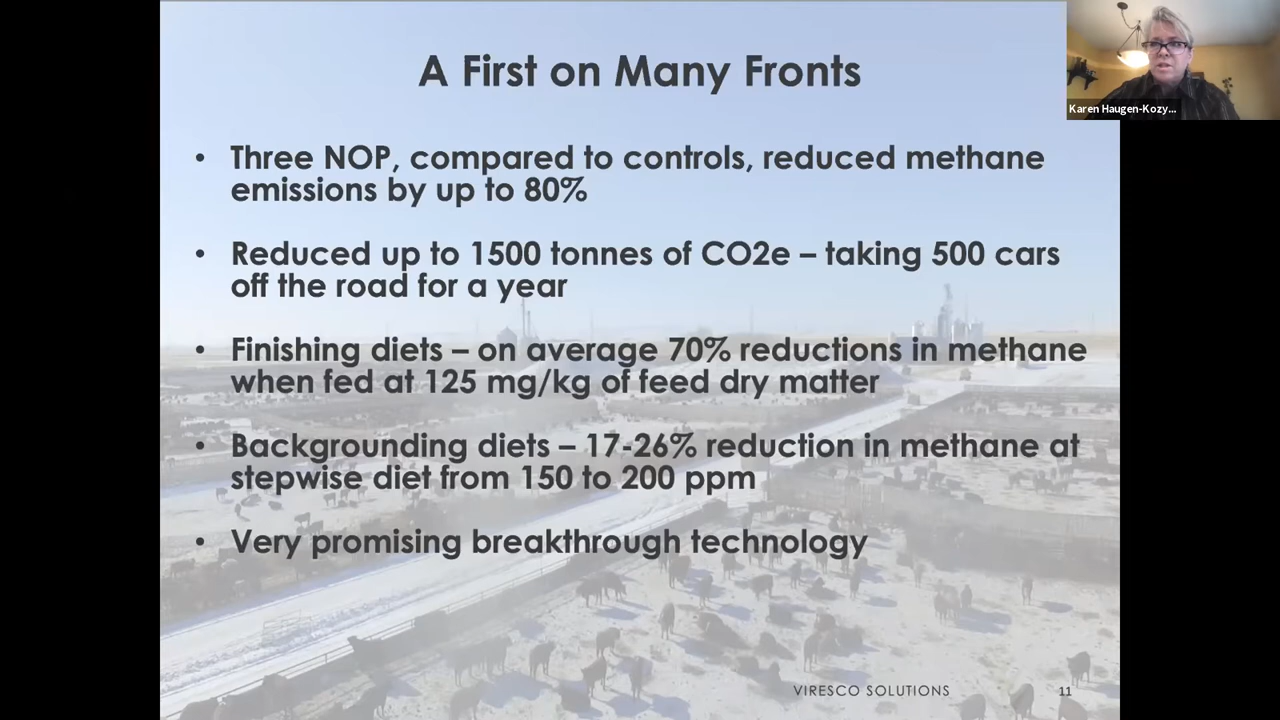 A First on Many Fronts
Karen Haugen-Kozy...
• Three NOP, compared to controls, reduced methane
emissions by up to 80%
• Reduced up to 1500 tonnes of CO2e – taking 500 cars
off the road for a year
• Finishing diets – on average 70% reductions in methane
when fed at 125 mg/kg of feed dry matter
• Backgrounding diets – 17-26% reduction in methane at
stepwise diet from 150 to 200 ppm
• Very promising breakthrough technology
VIRESCO SOLUTIONS
11